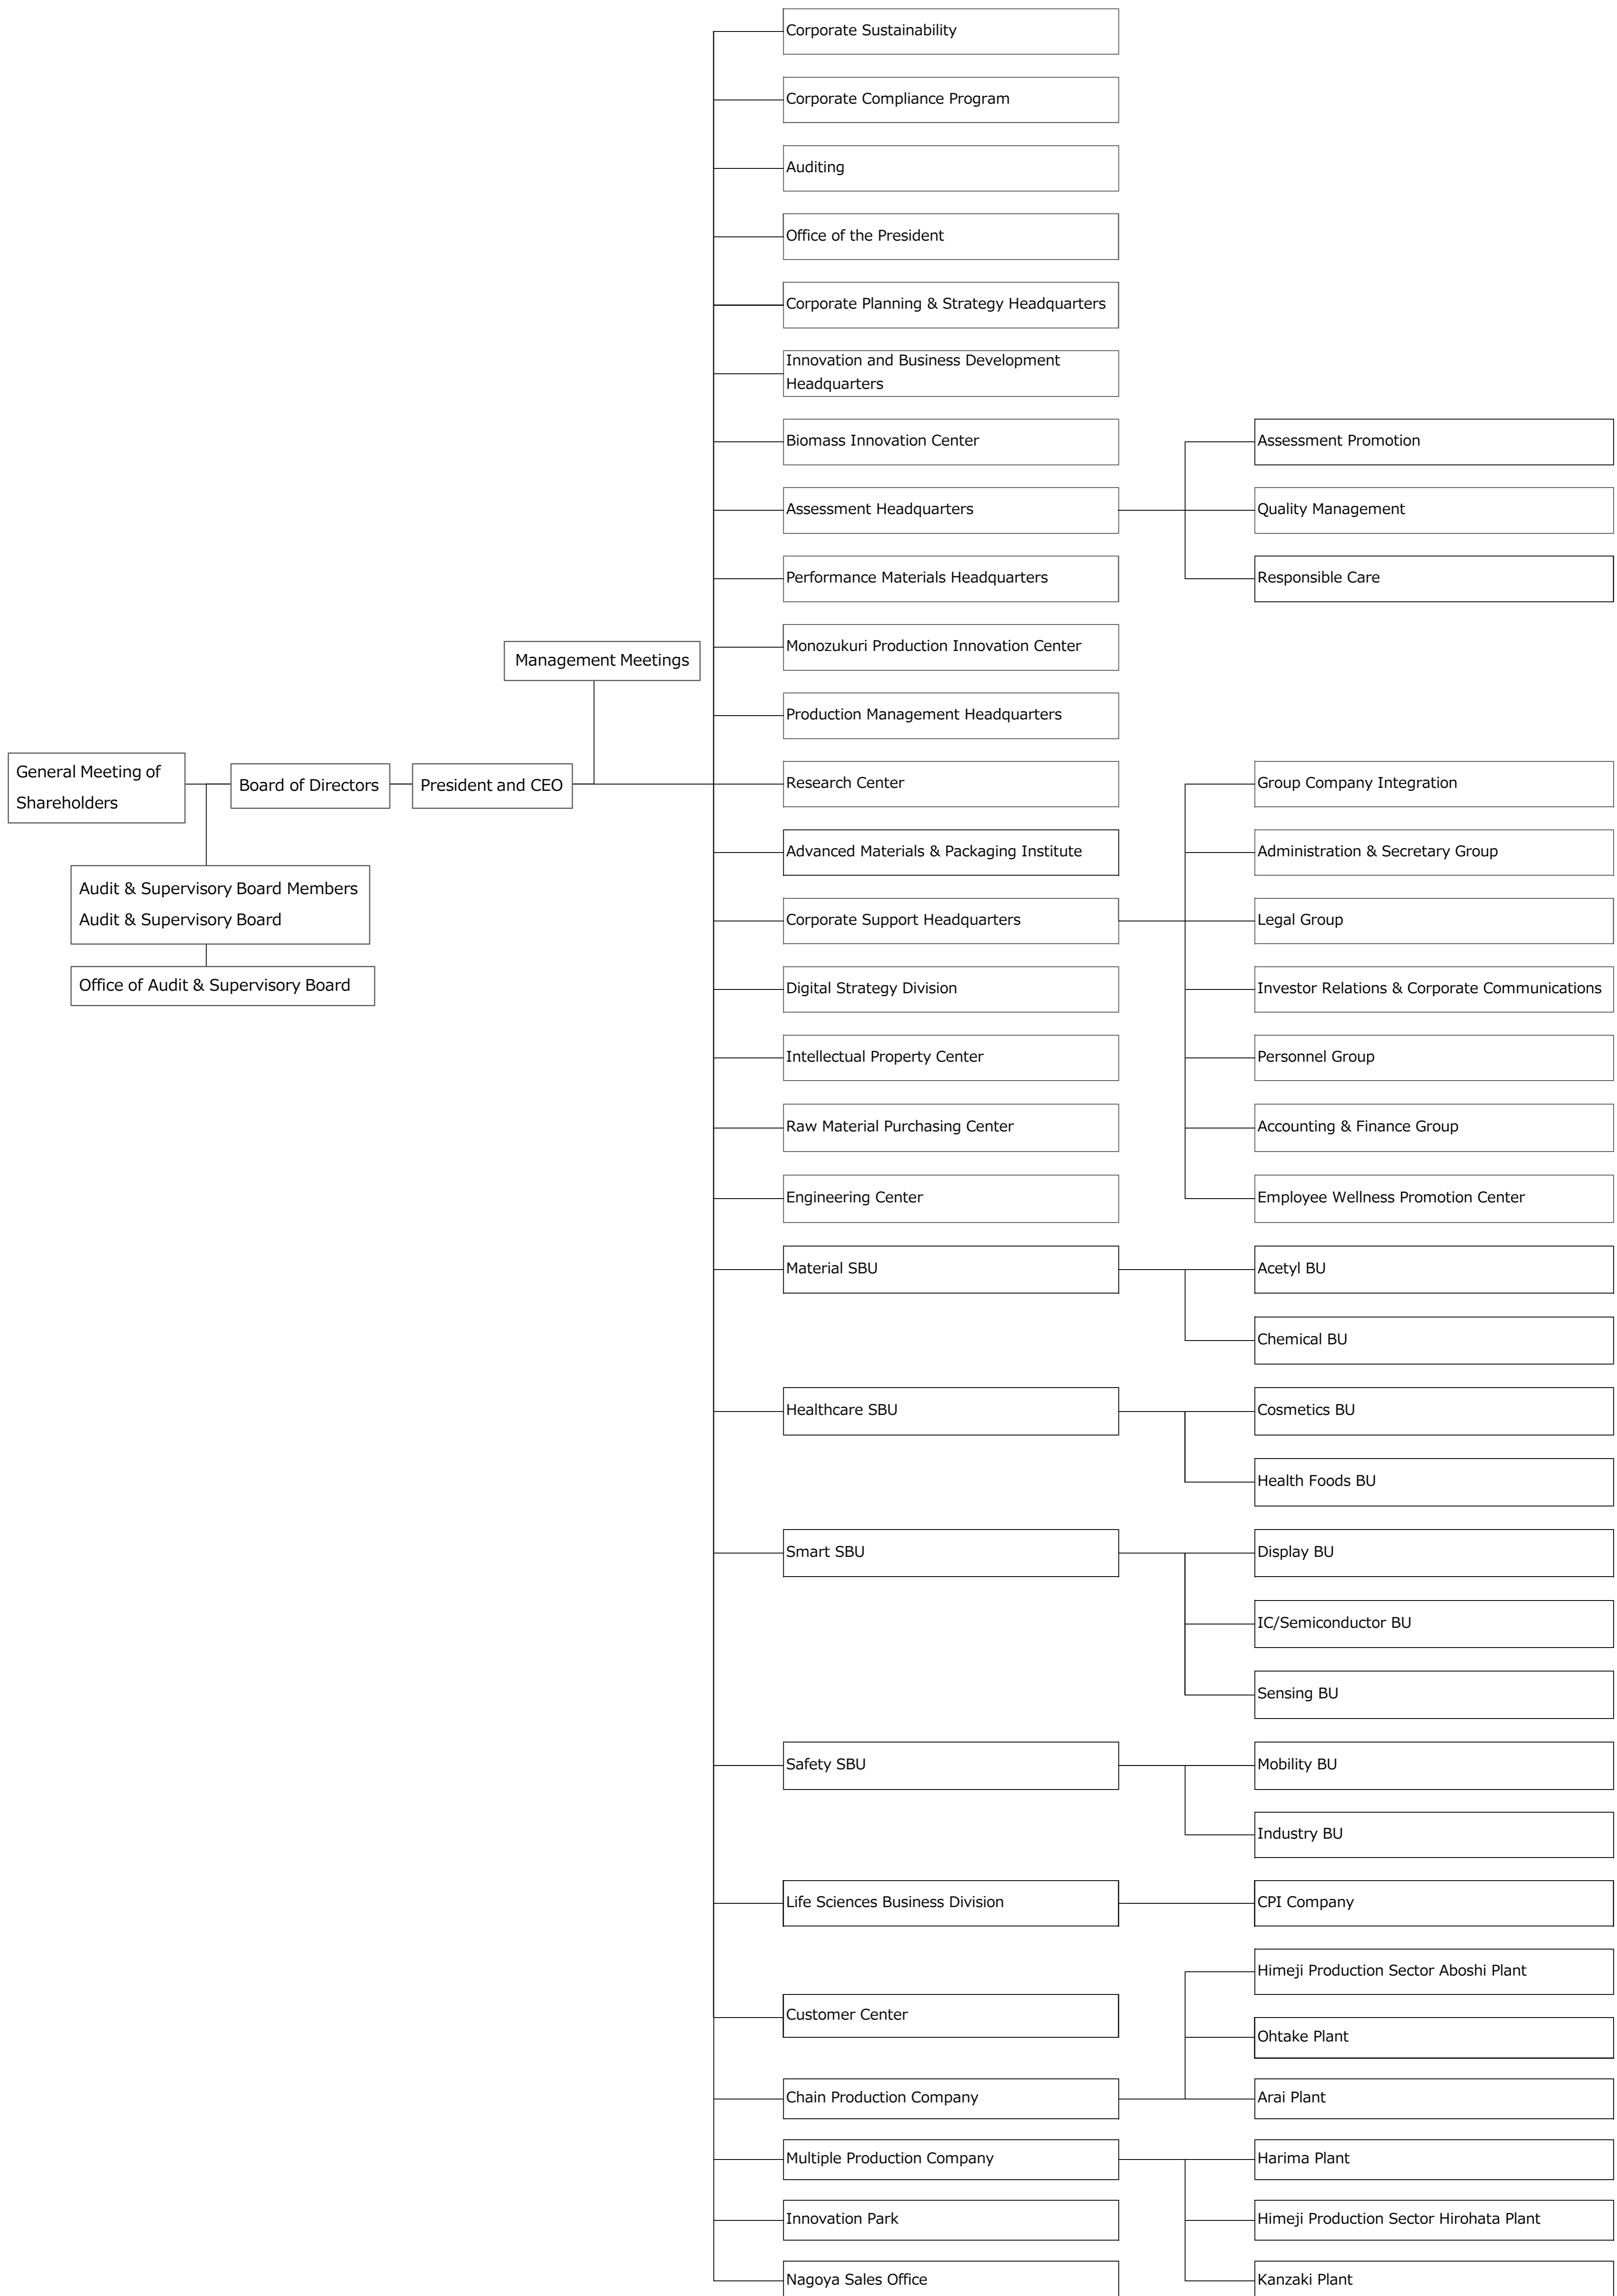 General Meeting of
Shareholders
Board of Directors
President and CEO
Management Meetings
Audit & Supervisory Board Members
Audit & Supervisory Board
Office of Audit & Supervisory Board
Corporate Sustainability
Corporate Compliance Program
Auditing
Office of the President
Corporate Planning & Strategy Headquarters
Innovation and Business Development
Headquarters
Biomass Innovation Center
Assessment Headquarters
Assessment Promotion
Quality Management
Responsible Care
Performance Materials Headquarters
Monozukuri Production Innovation Center
Production Management Headquarters
Research Center
Advanced Materials & Packaging Institute
Corporate Support Headquarters
Group Company Integration
Administration & Secretary Group
Legal Group
Investor Relations & Corporate Communications
Personnel Group
Accounting & Finance Group
Employee Wellness Promotion Center
Digital Strategy Division
Intellectual Property Center
Raw Material Purchasing Center
Engineering Center
Material SBU
Acetyl BU
Chemical BU
Healthcare SBU
Cosmetics BU
Health Foods BU
Smart SBU
Display BU
IC/Semiconductor BU
Sensing BU
Safety SBU
Mobility BU
Industry BU
Life Sciences Business Division
CPI Company
Customer Center
Chain Production Company
Himeji Production Sector Aboshi Plant
Ohtake Plant
Arai Plant
Multiple Production Company
Harima Plant
Himeji Production Sector Hirohata Plant
Kanzaki Plant
Innovation Park
Nagoya Sales Office